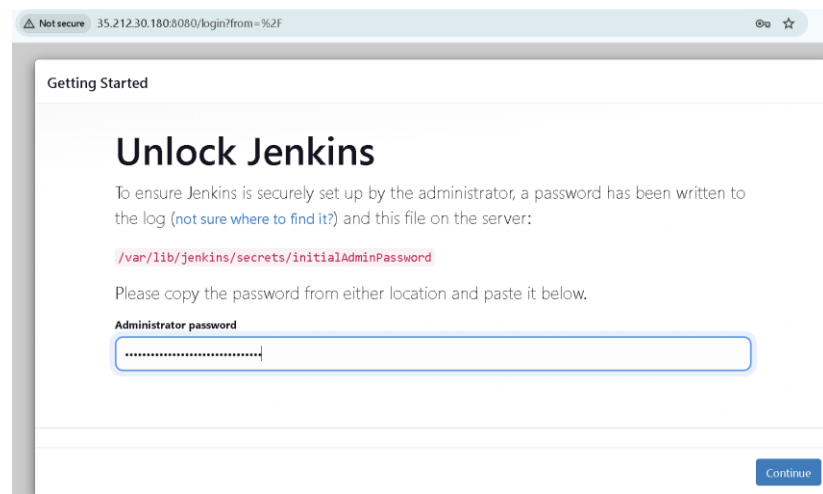 Not secure 35.212.30.180:8080/login?from=%2F
Getting Started
Unlock Jenkins
To ensure Jenkins is securely set up by the administrator, a password has been written to
the log (not sure where to find it?) and this file on the server:
/var/lib/jenkins/secrets/initialAdminPassword
Please copy the password from either location and paste it below.
Administrator password
••••••••••••••••••••••••••••••••
Continue